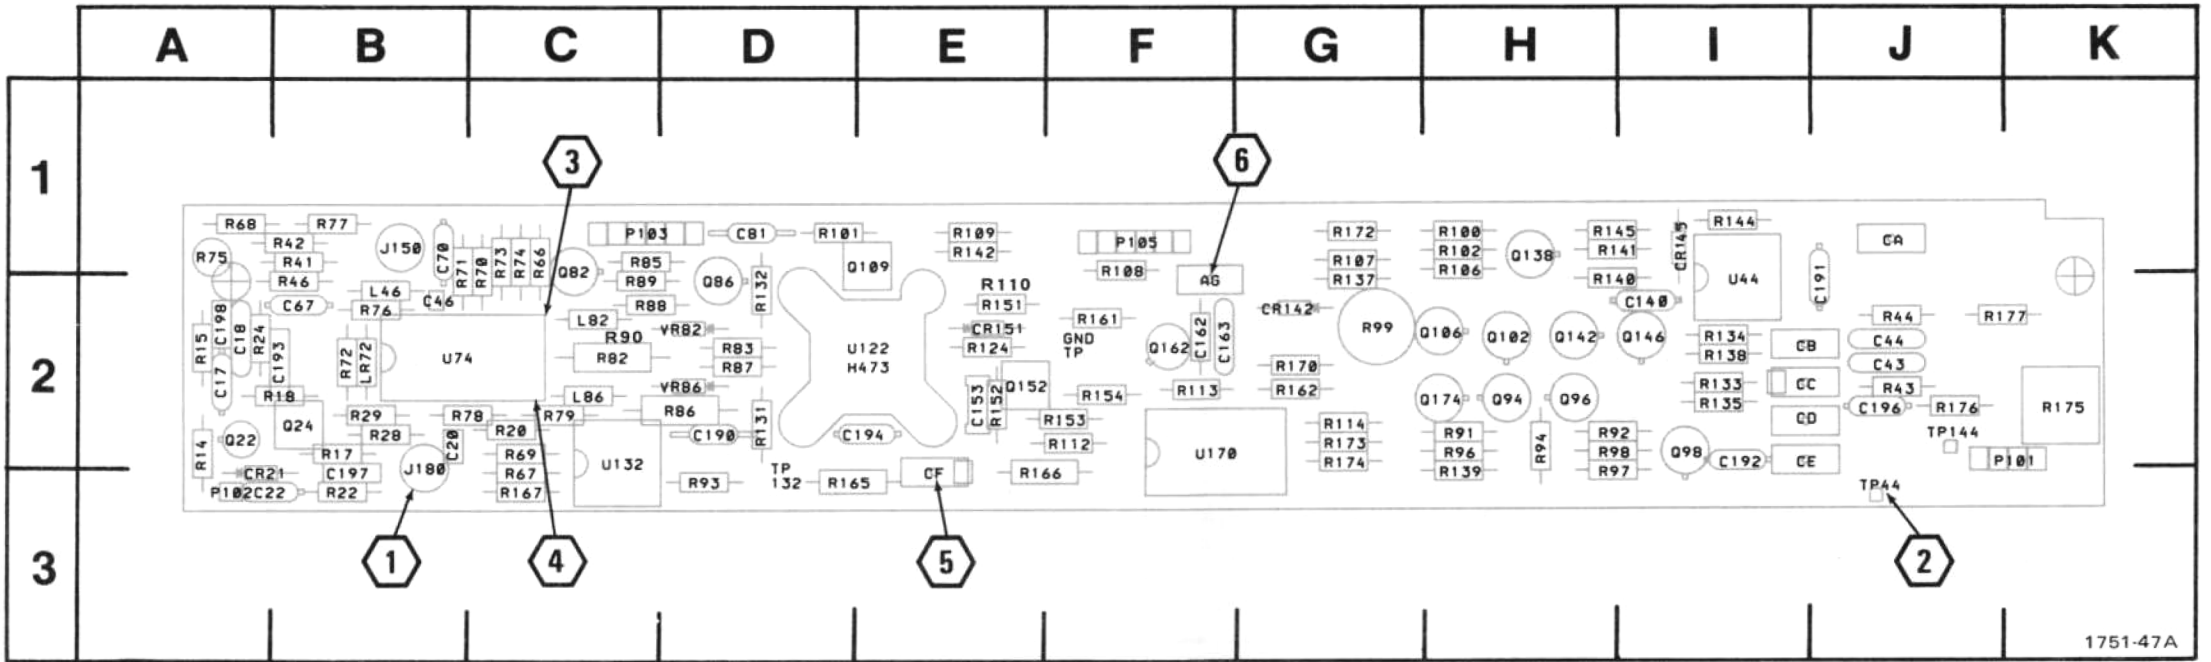 A B C D E F G H I J K
1
3
6
R68 R77 P103 C81 R101 R109 P105 R172 R100 R145 R144
R42 J150 C70 R73 R74 R66 R142 R102 Q138 R141 CR145 CA
R75 R41 R71 R70 Q82 R85 Q109 R108 R107 R106
R46 R89 Q86 R132 AG R137 R140 U44 C191
L46 C46 R110
C67 R76 R88 R151 CR142 C140
C198 C18 R24 L82 VR82 CR151 R161 R99 Q106 Q102 Q142 Q146 R134 R44 R177
R15 C193 R72 LR72 U74 R90 R83 U122 R124 GND Q162 C162 C163 R138 CB C44
2
C17 R82 R87 H473 TP R170 C43
R18 L86 VR86 C153 R152 Q152 R154 R113 R162 Q174 Q94 Q96 R133 CC R43
R135 C196 R176 R175
Q24 R29 R78 R79 R86 R131 R153 R114 CD
R14 Q22 R28 C20 R20 C190 C194 R112 U170 R173 R91 R94 R92 TP144
R17 R69 U132 R174 R96 R98 Q98 C192 CE P101
CR21 C197 J180 R67 TP CF R166 R139 R97
P102 C22 R22 R167 R93 132 R165 TP44
1 4 5 2
3
1751-47A